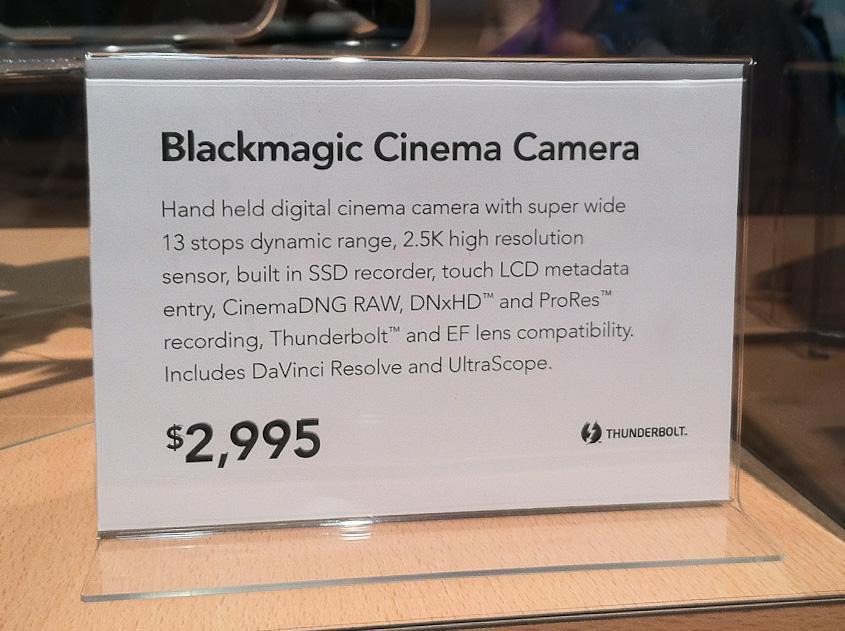 Blackmagic Cinema Camera
Hand held digital cinema camera with super wide
13 stops dynamic range, 2.5K high resolution
sensor, built in SSD recorder, touch LCD metadata
entry, CinemaDNG RAW, DNxHD™ and ProRes™
recording, Thunderbolt™ and EF lens compatibility.
Includes DaVinci Resolve and UltraScope.
$2,995
THUNDERBOLT™